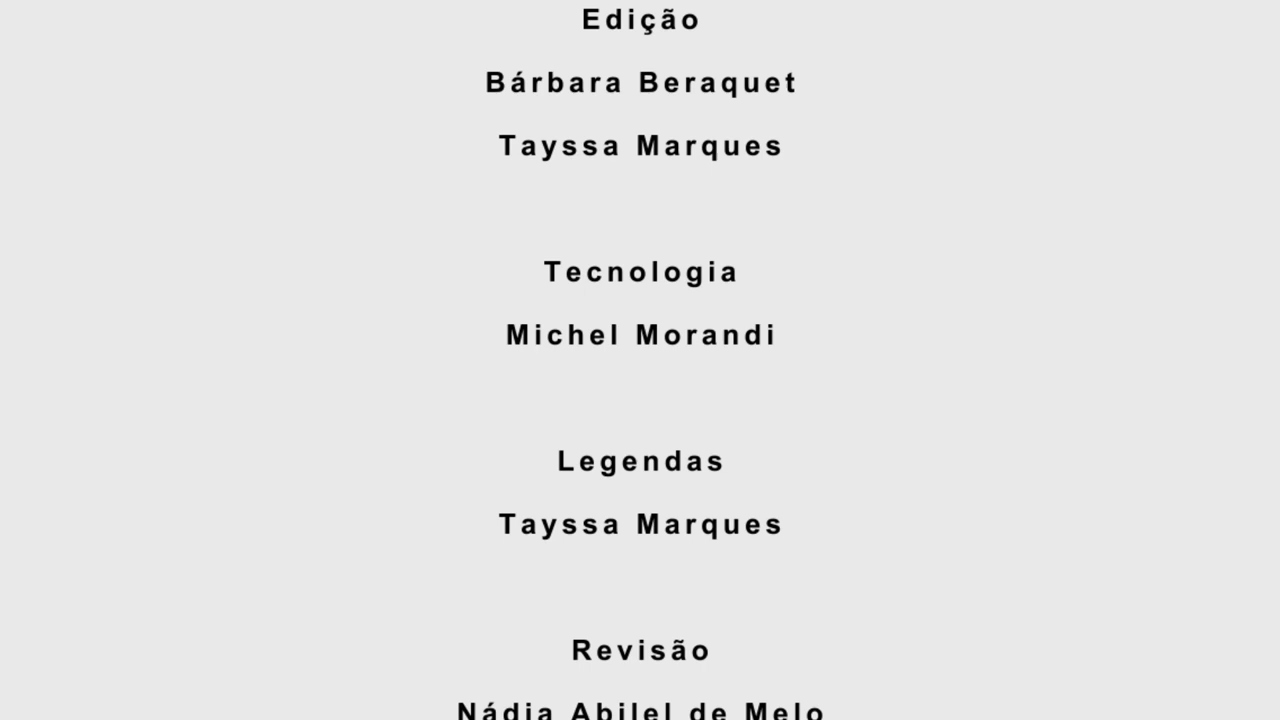 Edição
Bárbara Beraquet
Tayssa Marques
Tecnologia
Michel Morandi
Legendas
Tayssa Marques
Revisão
Nádia Abilel de Melo